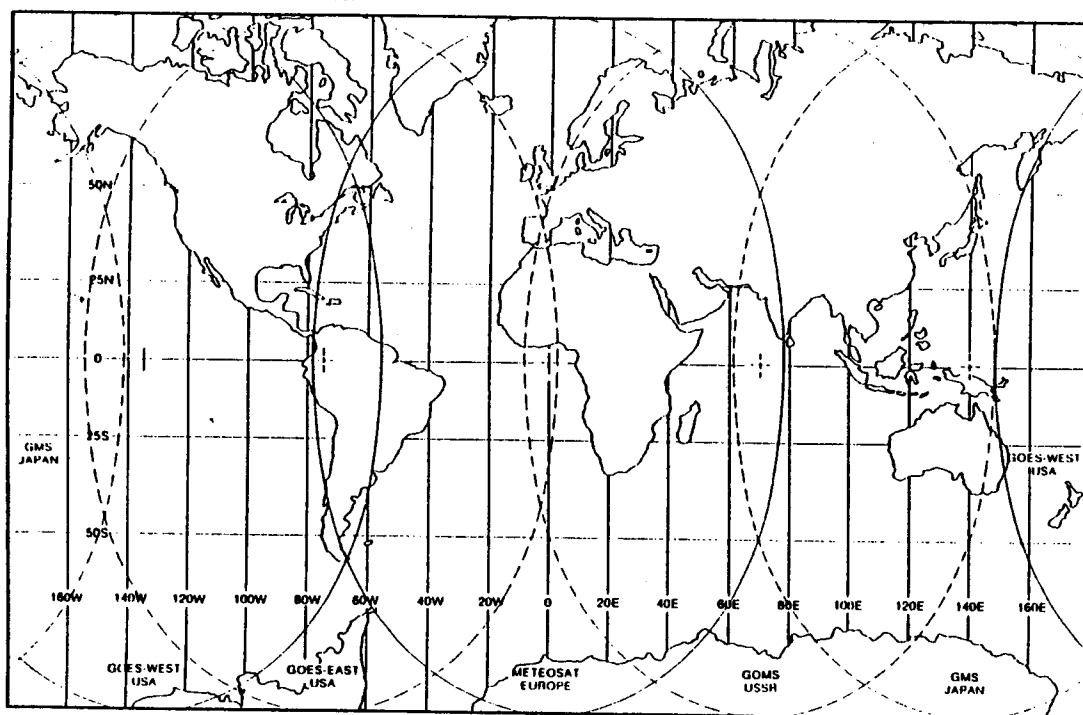 50N
25N
0
25S
GMS
JAPAN
GOES-WEST
USA
50S
160W 140W 120W 100W 80W 60W 40W 20W 0 20E 40E 60E 80E 100E 120E 140E 160E
GOES-WEST
USA
GOES-EAST
USA
METEOSAT
EUROPE
GOMS
USSR
GMS
JAPAN